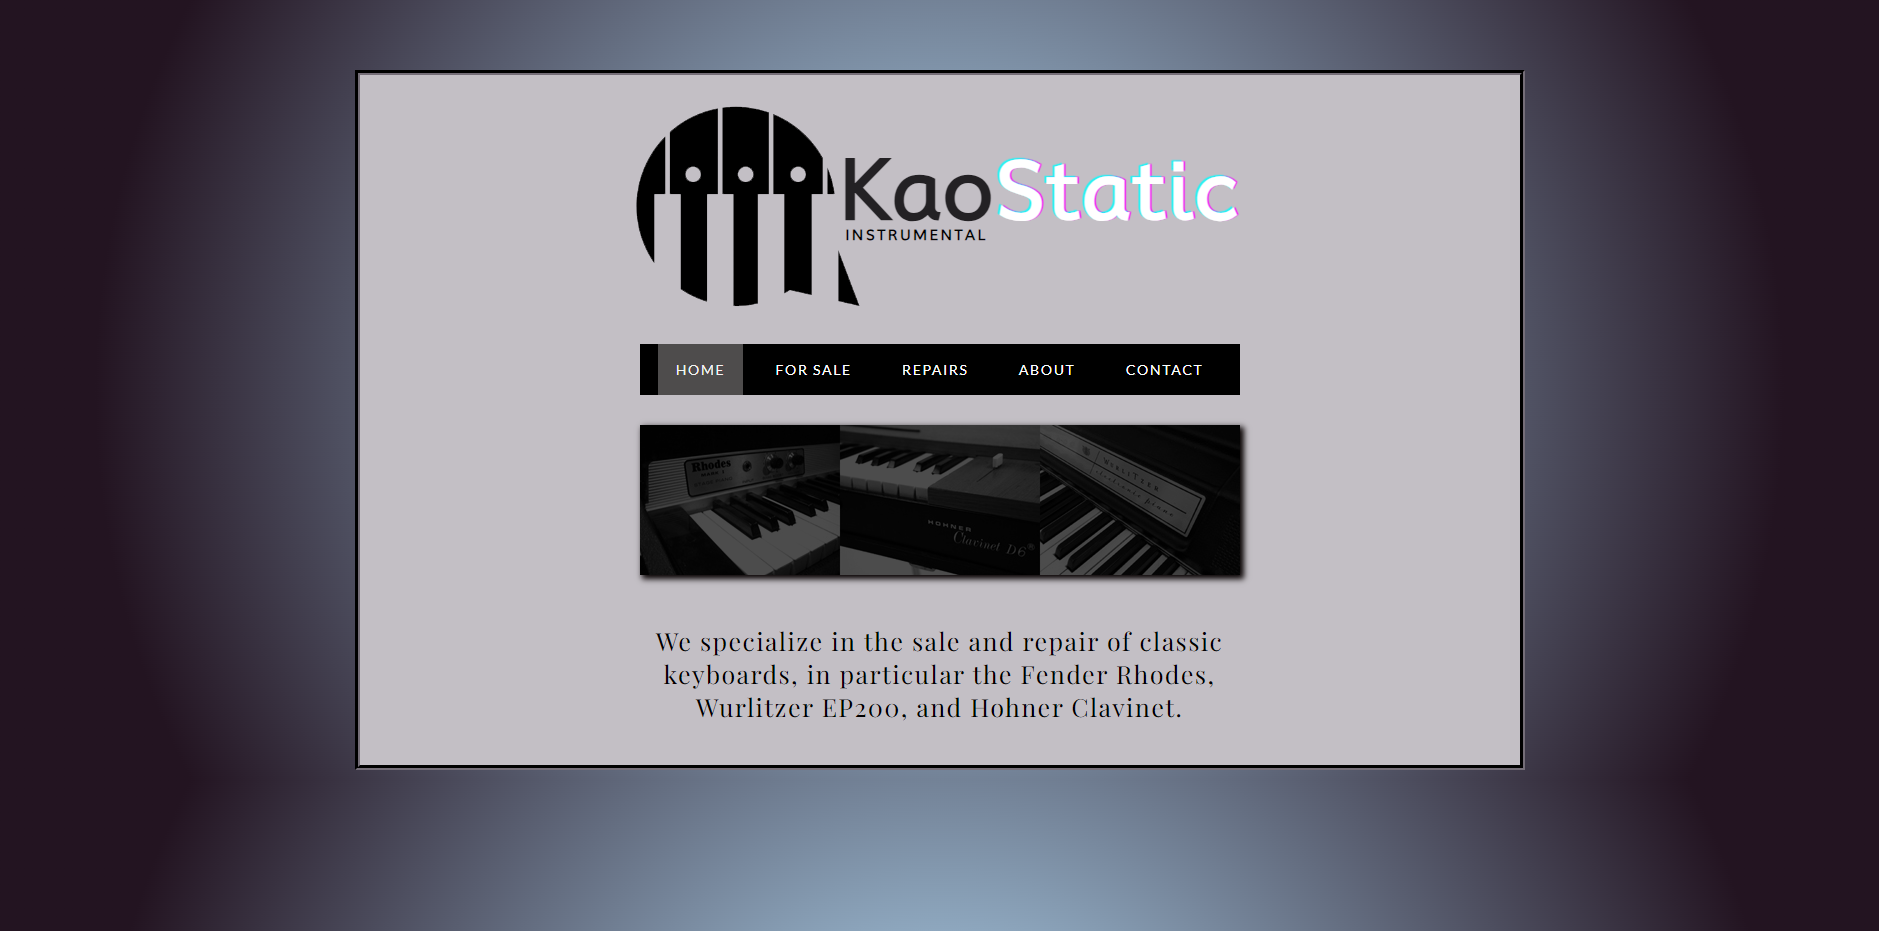 KaoStatic
INSTRUMENTAL
HOME FOR SALE REPAIRS ABOUT CONTACT
Rhodes
HOHNER
Clavinet D6®
WURLITZER
We specialize in the sale and repair of classic
keyboards, in particular the Fender Rhodes,
Wurlitzer EP200, and Hohner Clavinet.